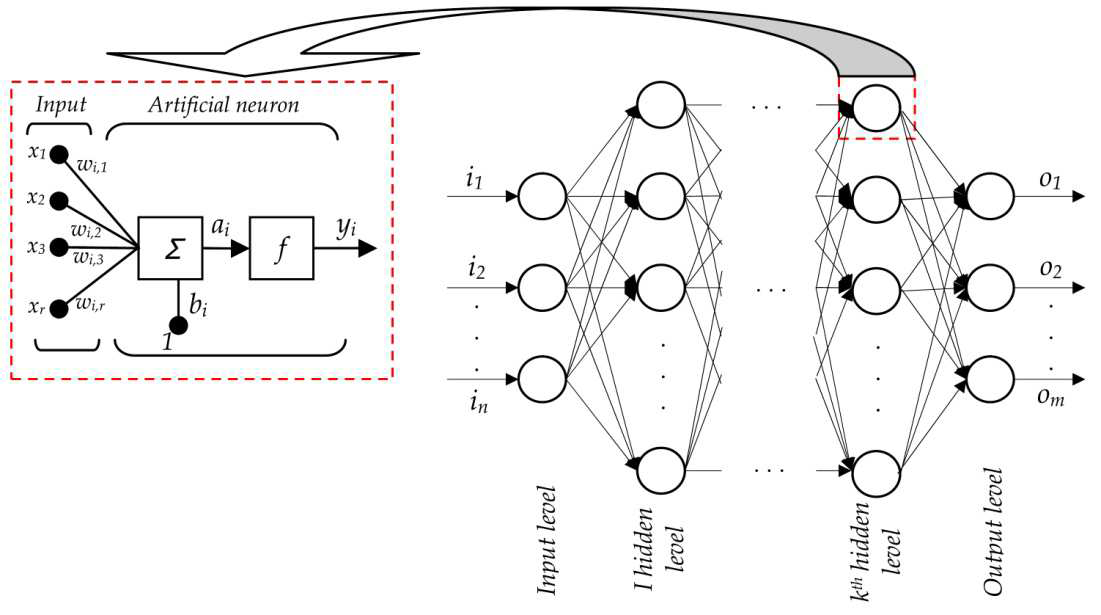 Input
Artificial neuron
x1
wi,1
x2
wi,2
x3
wi,3
xr
wi,r
Σ
ai
f
yi
bi
1
i1
i2
.
.
.
in
. . .
. . .
. . .
.
.
.
.
.
.
o1
o2
.
.
.
om
Input level
I hidden
level
kth hidden
level
Output level